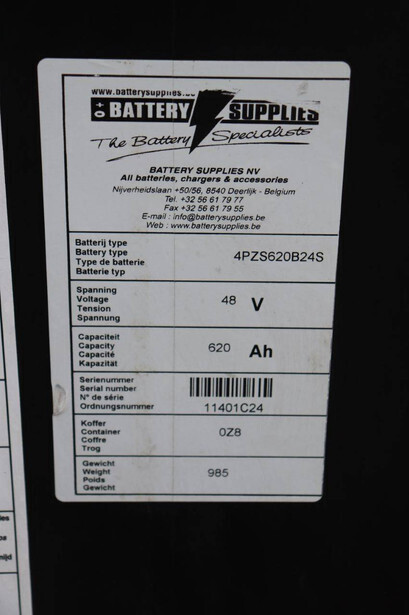 www.batterysupplies.
BATTERY SUPPLIES
The Battery Specialists
BATTERY SUPPLIES NV
All batteries, chargers & accessories
Nijverheidslaan +50/56, 8540 Deerlijk - Belgium
Tel. +32 56 61 79 77
Fax +32 56 61 79 55
E-mail : info@batterysupplies.be
Web : www.batterysupplies.be
Batterij type
Battery type
Type de batterie
Batterie typ
4PZS620B24S
Spanning
Voltage
Tension
Spannung
48 V
Capaciteit
Capacity
Capacité
Kapazität
620 Ah
Serienummer
Serial number
N° de série
Ordnungsnummer
11401C24
Koffer
Container
Coffre
Trog
0Z8
Gewicht
Weight
Poids
Gewicht
985